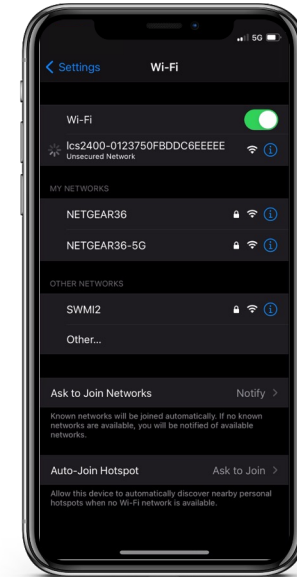 5G
Settings
Wi-Fi
Wi-Fi
lcs2400-0123750FBDDC6EEEEE
Unsecured Network
MY NETWORKS
NETGEAR36
NETGEAR36-5G
OTHER NETWORKS
SWMI2
Other...
Ask to Join Networks Notify
Known networks will be joined automatically. If no known
networks are available, you will be notified of available
networks.
Auto-Join Hotspot Ask to Join
Allow this device to automatically discover nearby personal
hotspots when no Wi-Fi network is available.